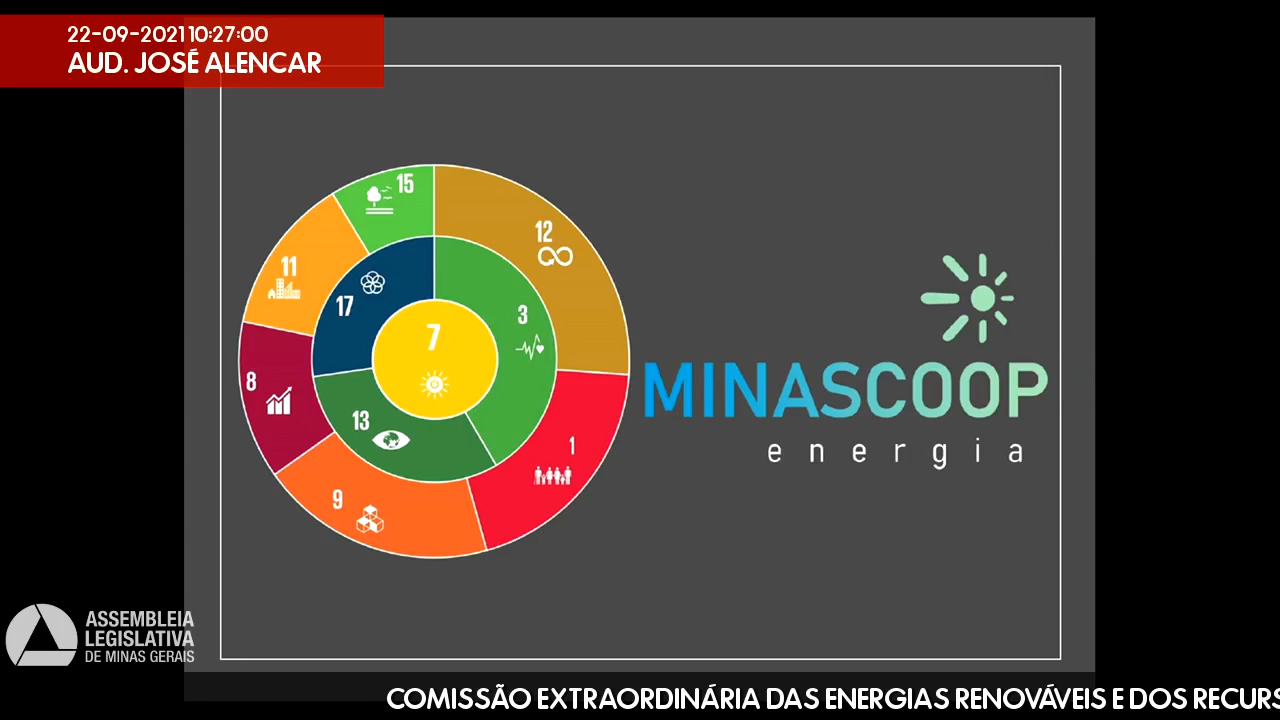 22-09-2021 10:27:00
AUD. JOSÉ ALENCAR
15
12
11
17
3
7
8
13
1
9
MINASCOOP
energia
ASSEMBLEIA
LEGISLATIVA
DE MINAS GERAIS
COMISSÃO EXTRAORDINÁRIA DAS ENERGIAS RENOVÁVEIS E DOS RECURS